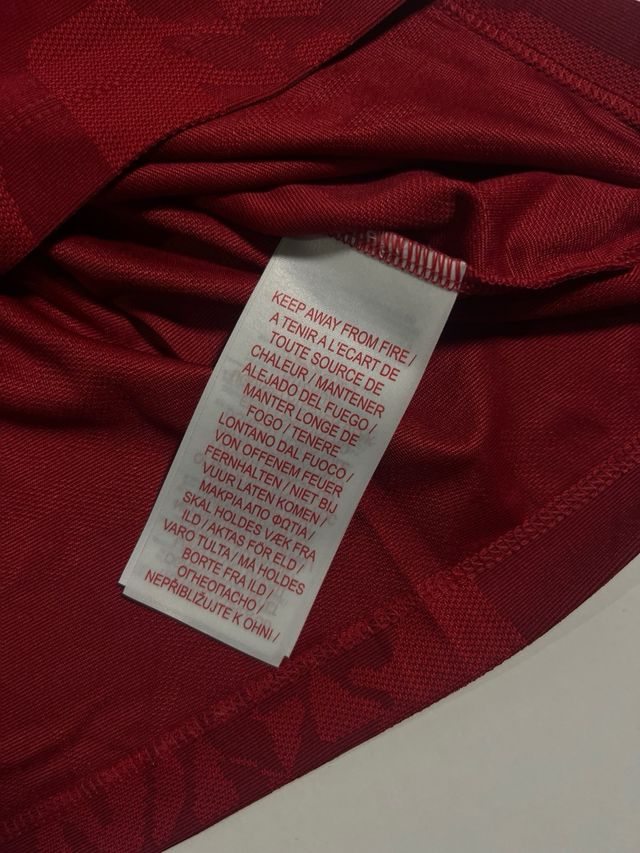 KEEP AWAY FROM FIRE /
A TENIR A L'ECART DE
TOUTE SOURCE DE
CHALEUR / MANTENER
ALEJADO DEL FUEGO /
MANTER LONGE DE
FOGO / TENERE
LONTANO DAL FUOCO /
VON OFFENEM FEUER
FERNHALTEN / NIET BIJ
VUUR LATEN KOMEN /
ΜΑΚΡΙΑ ΑΠΟ ΦΩΤΙΑ /
SKAL HOLDES VÆK FRA
ILD / AKTAS FÖR ELD /
VARO TULTA / MÅ HOLDES
BORTE FRA ILD /
ОГНЕОПАСНО /
NEPŘIBLIŽUJTE K OHNI /